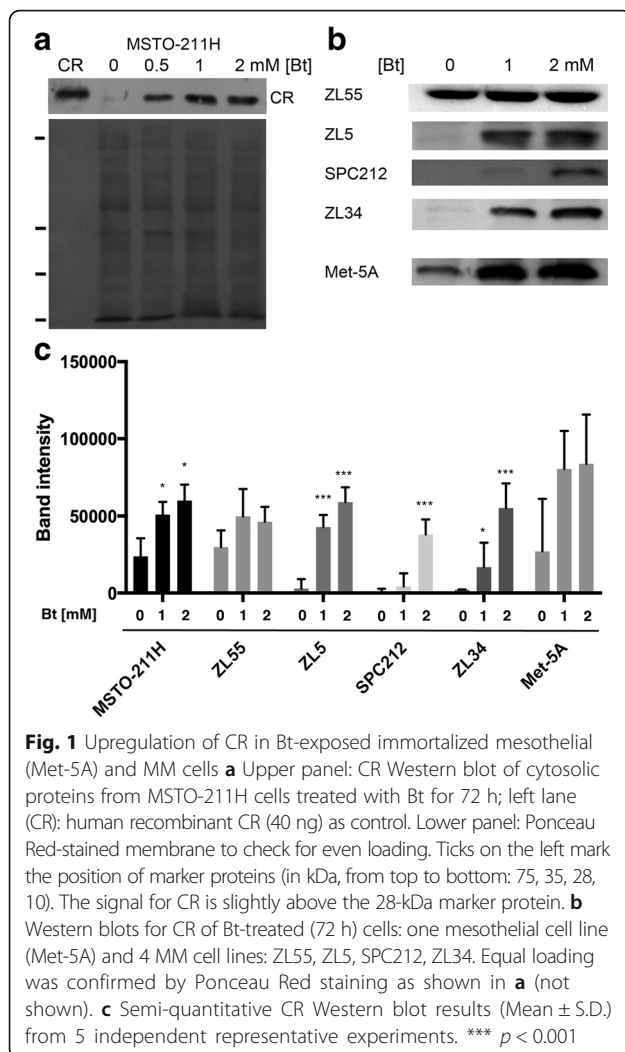 a
MSTO-211H
CR 0 0.5 1 2 mM [Bt]
CR
b
[Bt] 0 1 2 mM
ZL55
ZL5
SPC212
ZL34
Met-5A
c
150000
100000
50000
0
Band intensity
* * *** *** *** * ***
Bt [mM] 0 1 2 0 1 2 0 1 2 0 1 2 0 1 2 0 1 2
MSTO-211H ZL55 ZL5 SPC212 ZL34 Met-5A
Fig. 1 Upregulation of CR in Bt-exposed immortalized mesothelial
(Met-5A) and MM cells a Upper panel: CR Western blot of cytosolic
proteins from MSTO-211H cells treated with Bt for 72 h; left lane
(CR): human recombinant CR (40 ng) as control. Lower panel: Ponceau
Red-stained membrane to check for even loading. Ticks on the left mark
the position of marker proteins (in kDa, from top to bottom: 75, 35, 28,
10). The signal for CR is slightly above the 28-kDa marker protein. b
Western blots for CR of Bt-treated (72 h) cells: one mesothelial cell line
(Met-5A) and 4 MM cell lines: ZL55, ZL5, SPC212, ZL34. Equal loading
was confirmed by Ponceau Red staining as shown in a (not
shown). c Semi-quantitative CR Western blot results (Mean ± S.D.)
from 5 independent representative experiments. *** p < 0.001